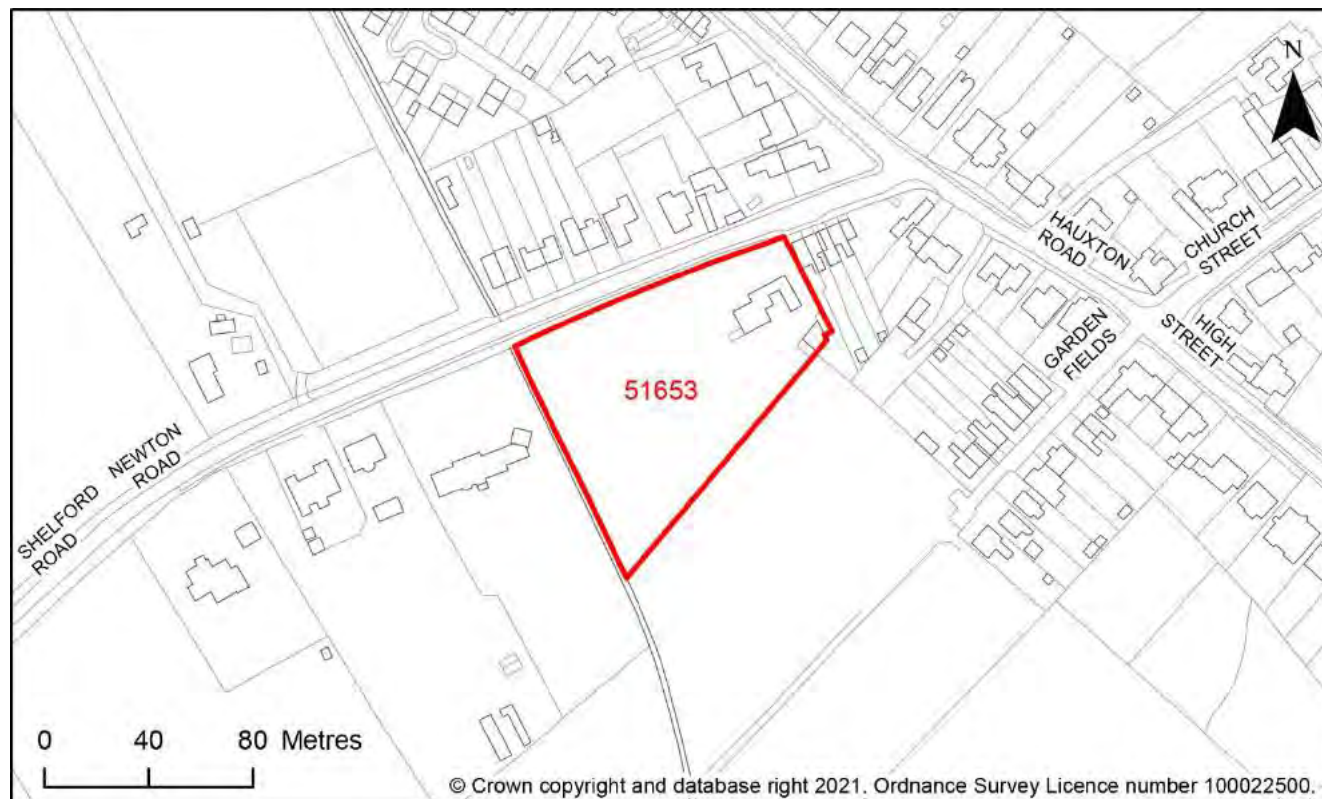 N
HAUXTON
ROAD
CHURCH
STREET
HIGH
STREET
GARDEN
FIELDS
51653
NEWTON
ROAD
SHELFORD
ROAD
0 40 80 Metres
© Crown copyright and database right 2021. Ordnance Survey Licence number 100022500.